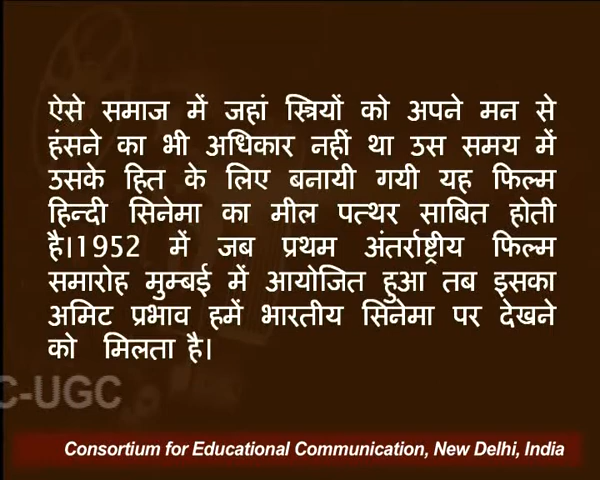 ऐसे समाज में जहां स्त्रियों को अपने मन से
हंसने का भी अधिकार नहीं था उस समय में
उसके हित के लिए बनायी गयी यह फिल्म
हिन्दी सिनेमा का मील पत्थर साबित होती
है।1952 में जब प्रथम अंतर्राष्ट्रीय फिल्म
समारोह मुम्बई में आयोजित हुआ तब इसका
अमिट प्रभाव हमें भारतीय सिनेमा पर देखने
को मिलता है।
C-UGC
Consortium for Educational Communication, New Delhi, India